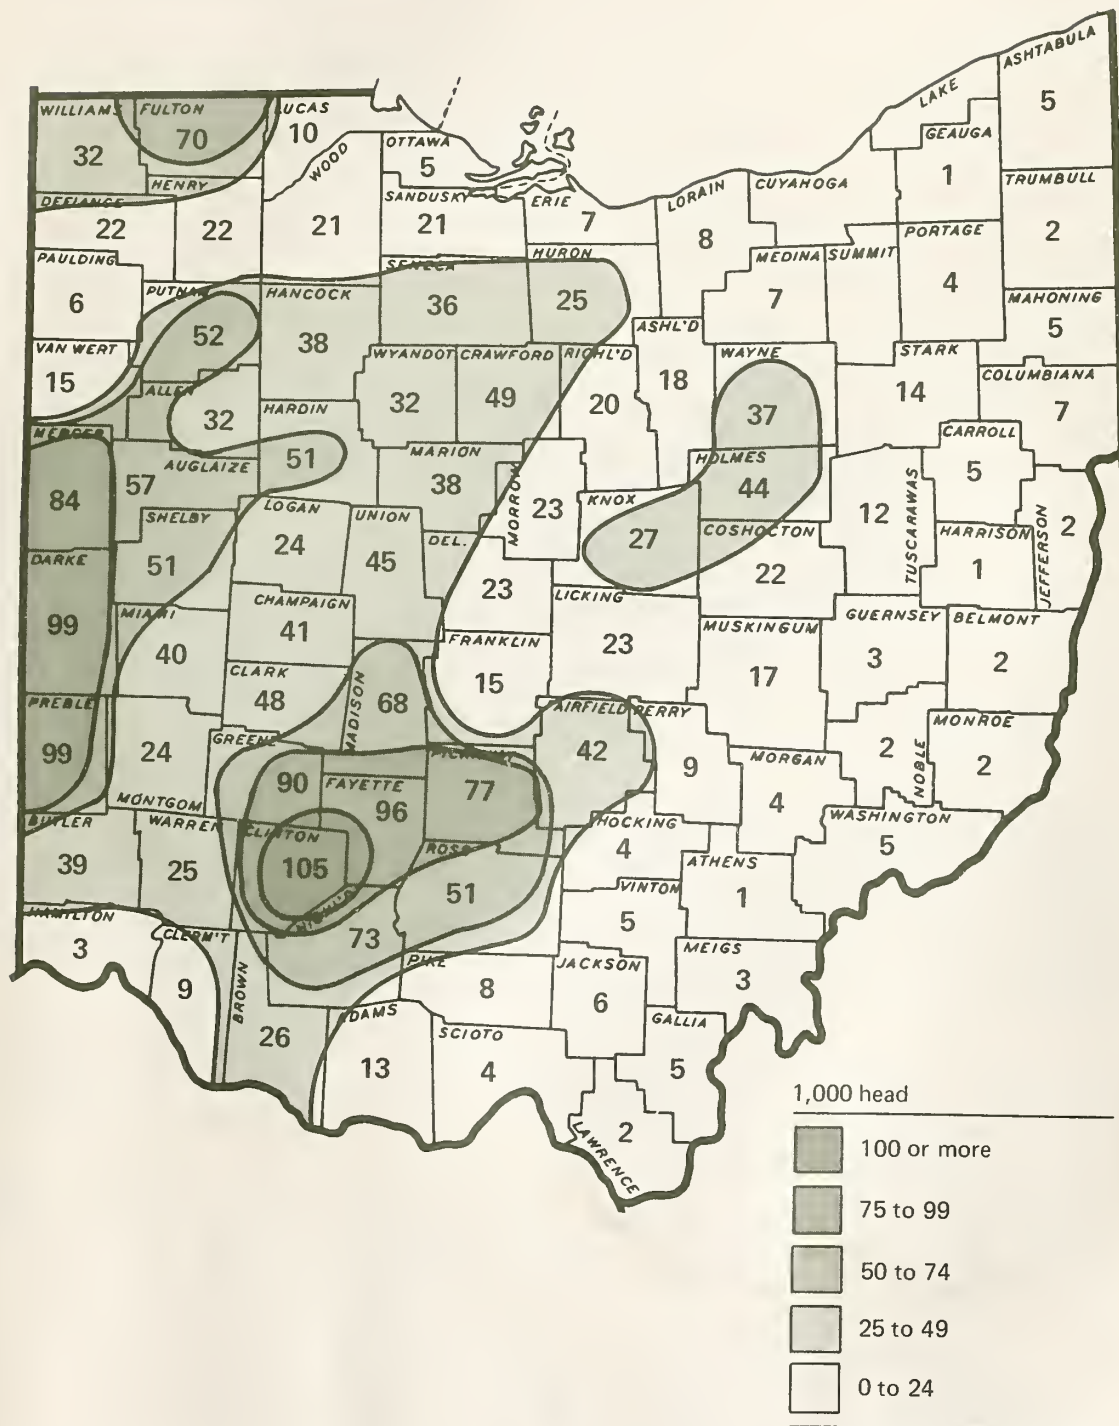 ASHTABULA
5
LAKE
GEAUGA
1
WILLIAMS
32
FULTON
70
LUCAS
10
WOOD
21
OTTAWA
5
HENRY
22
DEFIANCE
22
SANDUSKY
21
ERIE
7
LORAIN
8
CUYAHOGA
TRUMBULL
2
PORTAGE
4
MEDINA
7
SUMMIT
PAULDING
6
PUTNAM
52
HANCOCK
38
SENECA
36
HURON
25
MAHONING
5
VAN WERT
15
ALLEN
32
WYANDOT
32
CRAWFORD
49
RICHL'D
20
ASHL'D
18
WAYNE
37
STARK
14
COLUMBIANA
7
HARDIN
51
CARROLL
5
MERCER
84
AUGLAIZE
57
MARION
38
MORROW
23
KNOX
27
HOLMES
44
TUSCARAWAS
12
JEFFERSON
2
SHELBY
51
LOGAN
24
UNION
45
DEL.
23
COSHOCTON
22
HARRISON
1
DARKE
99
MIAMI
40
CHAMPAIGN
41
FRANKLIN
15
LICKING
23
MUSKINGUM
17
GUERNSEY
3
BELMONT
2
CLARK
48
MADISON
68
PREBLE
99
24
MONTGOM
GREENE
90
FAYETTE
96
PICKAWAY
77
FAIRFIELD
42
PERRY
9
MORGAN
4
NOBLE
2
MONROE
2
BUTLER
39
WARREN
25
CLINTON
105
ROSS
51
HOCKING
4
ATHENS
1
WASHINGTON
5
HAMILTON
3
CLERM'T
9
BROWN
26
HIGHL'D
73
PIKE
8
VINTON
5
JACKSON
6
MEIGS
3
ADAMS
13
SCIOTO
4
GALLIA
5
LAWRENCE
2
1,000 head
100 or more
75 to 99
50 to 74
25 to 49
0 to 24